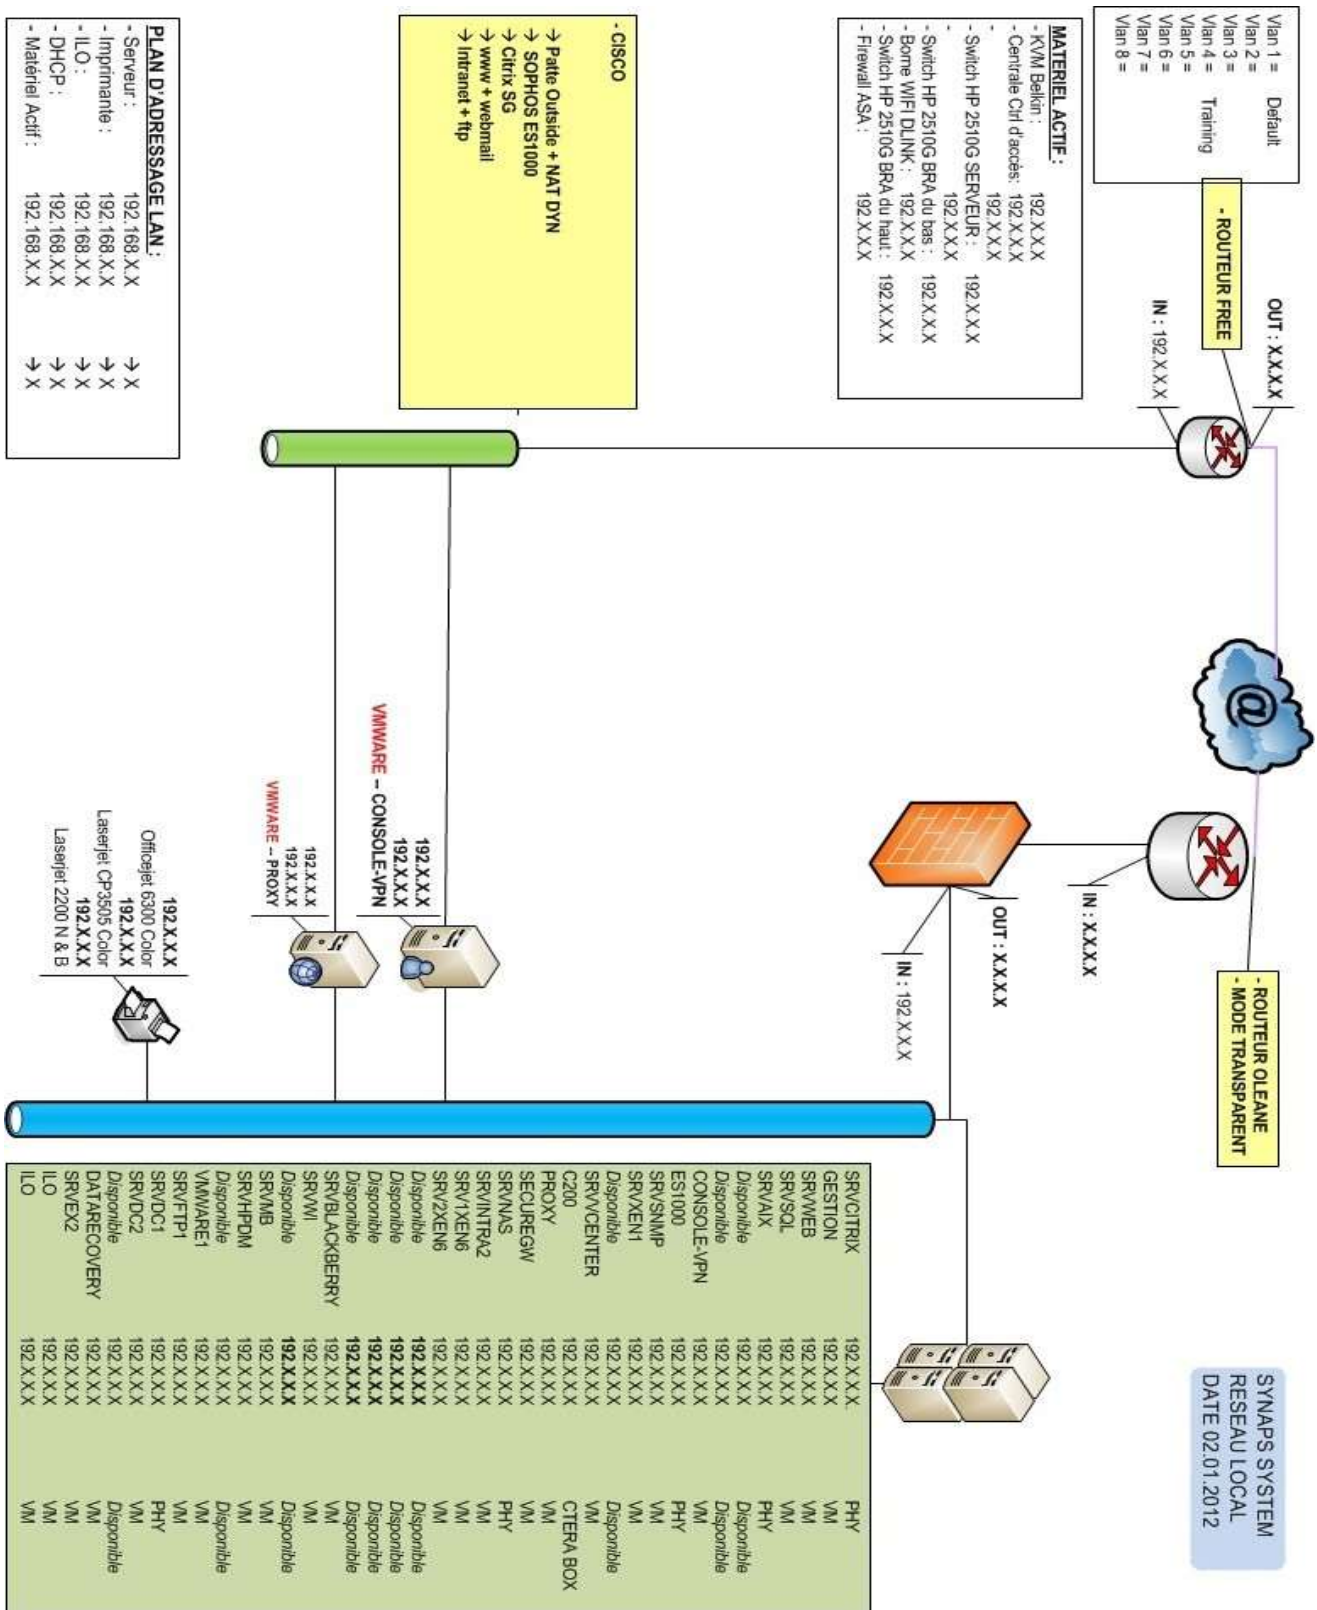 Vlan 1 = Default
Vlan 2 =
Vlan 3 =
Vlan 4 = Training
Vlan 5 =
Vlan 6 =
Vlan 7 =
Vlan 8 =
- ROUTEUR FREE
OUT : X.X.X.X
IN : 192.X.X.X
@
- ROUTEUR OLEANE
- MODE TRANSPARENT
SYNAPS SYSTEM
RESEAU LOCAL
DATE 02.01.2012
MATERIEL ACTIF :
- KVM Belkin : 192.X.X.X
- Centrale Ctrl d'accès: 192.X.X.X
- 192.X.X.X
- Switch HP 2510G SERVEUR : 192.X.X.X
- 192.X.X.X
- Switch HP 2510G BRA du bas : 192.X.X.X
- Borne WIFI DLINK : 192.X.X.X
- Switch HP 2510G BRA du haut : 192.X.X.X
- Firewall ASA : 192.X.X.X
IN : X.X.X.X
OUT : X.X.X.X
IN : 192.X.X.X
- CISCO
→ Patte Outside + NAT DYN
→ SOPHOS ES1000
→ Citrix SG
→ www + webmail
→ Intranet + ftp
192.X.X.X
192.X.X.X
VMWARE – CONSOLE-VPN
192.X.X.X
192.X.X.X
VMWARE – PROXY
192.X.X.X
Officejet 6300 Color
192.X.X.X
Laserjet CP3505 Color
192.X.X.X
Laserjet 2200 N & B
PLAN D'ADRESSAGE LAN :
- Serveur : 192.168.X.X → X
- Imprimante : 192.168.X.X → X
- ILO : 192.168.X.X → X
- DHCP : 192.168.X.X → X
- Matériel Actif : 192.168.X.X → X
SRVCITRIX 192.X.X.X. PHY
GESTION 192.X.X.X VM
SRVWEB 192.X.X.X VM
SRVSQL 192.X.X.X VM
SRVAIX 192.X.X.X PHY
Disponible 192.X.X.X Disponible
Disponible 192.X.X.X Disponible
CONSOLE-VPN 192.X.X.X VM
ES1000 192.X.X.X PHY
SRVSNMP 192.X.X.X VM
SRVXEN1 192.X.X.X VM
Disponible 192.X.X.X Disponible
SRVVCENTER 192.X.X.X VM
C200 192.X.X.X CTERA BOX
PROXY 192.X.X.X VM
SECUREGW 192.X.X.X VM
SRVNAS 192.X.X.X PHY
SRVINTRA2 192.X.X.X VM
SRV1XEN6 192.X.X.X VM
SRV2XEN6 192.X.X.X VM
Disponible 192.X.X.X Disponible
Disponible 192.X.X.X Disponible
Disponible 192.X.X.X Disponible
Disponible 192.X.X.X Disponible
SRVBLACKBERRY 192.X.X.X VM
SRVWI 192.X.X.X VM
Disponible 192.X.X.X Disponible
SRVMB 192.X.X.X VM
SRVHPDM 192.X.X.X VM
Disponible 192.X.X.X Disponible
VMWARE1 192.X.X.X VM
SRVFTP1 192.X.X.X VM
SRVDC1 192.X.X.X PHY
SRVDC2 192.X.X.X VM
Disponible 192.X.X.X Disponible
DATARECOVERY 192.X.X.X VM
SRVEX2 192.X.X.X VM
ILO 192.X.X.X VM
ILO 192.X.X.X VM